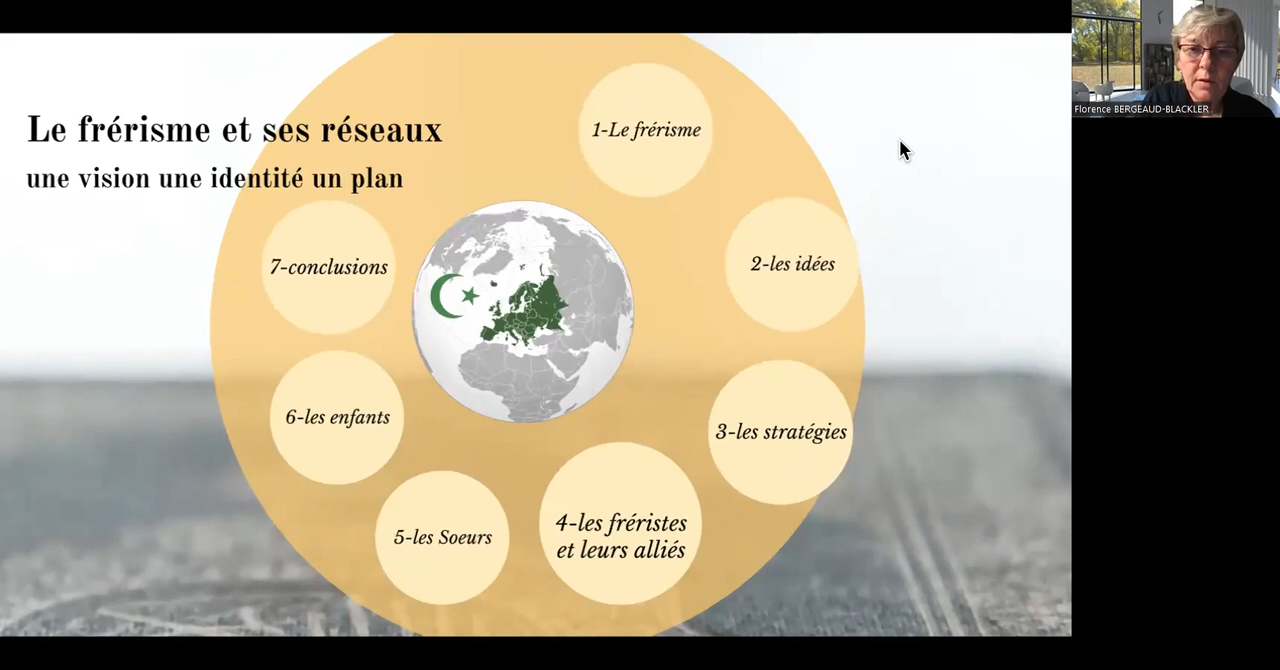 Le frérisme et ses réseaux
une vision une identité un plan
1-Le frérisme
2-les idées
3-les stratégies
4-les fréristes
et leurs alliés
5-les Soeurs
6-les enfants
7-conclusions
Florence BERGEAUD-BLACKLER